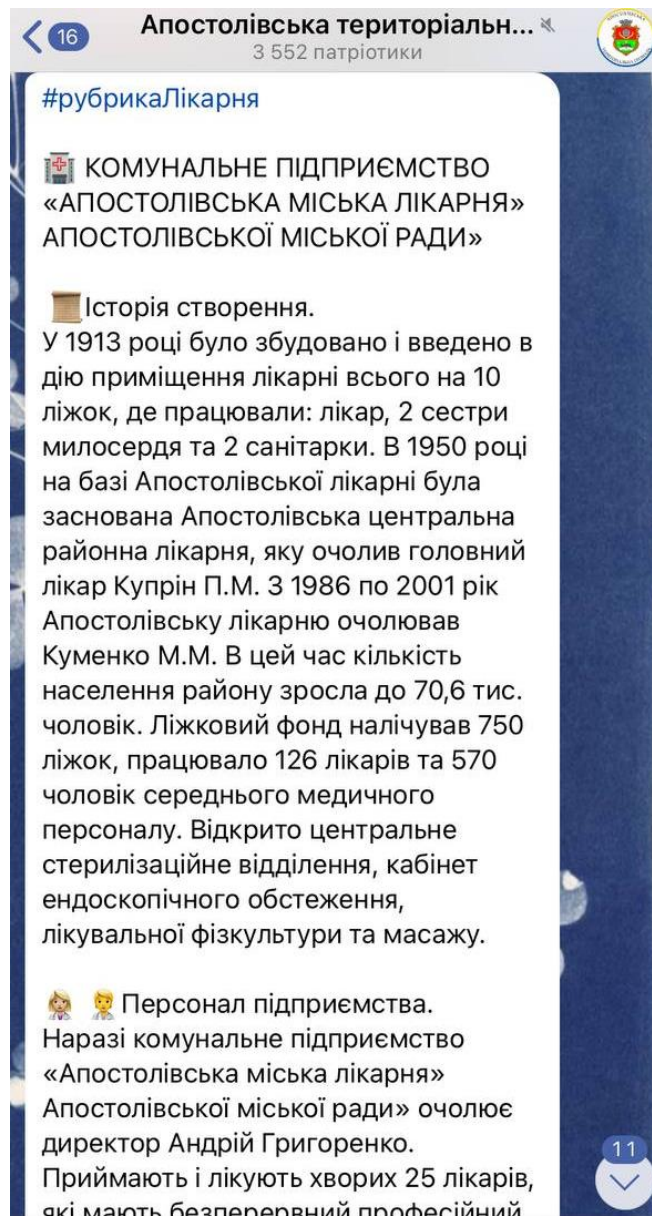 16
Апостолівська територіальн...
3 552 патріотики
#рубрикаЛікарня
🏥 КОМУНАЛЬНЕ ПІДПРИЄМСТВО
«АПОСТОЛІВСЬКА МІСЬКА ЛІКАРНЯ»
АПОСТОЛІВСЬКОЇ МІСЬКОЇ РАДИ»
📜Історія створення.
У 1913 році було збудовано і введено в
дію приміщення лікарні всього на 10
ліжок, де працювали: лікар, 2 сестри
милосердя та 2 санітарки. В 1950 році
на базі Апостолівської лікарні була
заснована Апостолівська центральна
районна лікарня, яку очолив головний
лікар Купрін П.М. З 1986 по 2001 рік
Апостолівську лікарню очолював
Куменко М.М. В цей час кількість
населення району зросла до 70,6 тис.
чоловік. Ліжковий фонд налічував 750
ліжок, працювало 126 лікарів та 570
чоловік середнього медичного
персоналу. Відкрито центральне
стерилізаційне відділення, кабінет
ендоскопічного обстеження,
лікувальної фізкультури та масажу.
👩‍⚕️ 🧑‍⚕️ Персонал підприємства.
Наразі комунальне підприємство
«Апостолівська міська лікарня»
Апостолівської міської ради» очолює
директор Андрій Григоренко.
Приймають і лікують хворих 25 лікарів,
які мають безперервний професійний
11